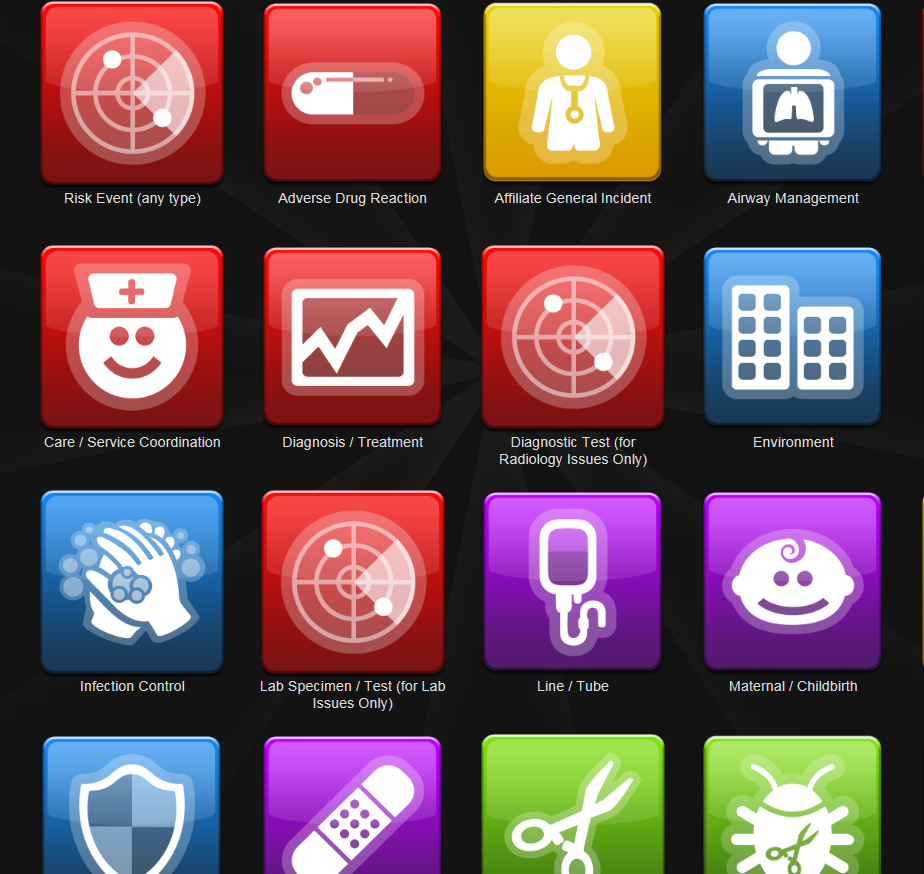 Risk Event (any type)
Adverse Drug Reaction
Affiliate General Incident
Airway Management
Care / Service Coordination
Diagnosis / Treatment
Diagnostic Test (for
Radiology Issues Only)
Environment
Infection Control
Lab Specimen / Test (for Lab
Issues Only)
Line / Tube
Maternal / Childbirth